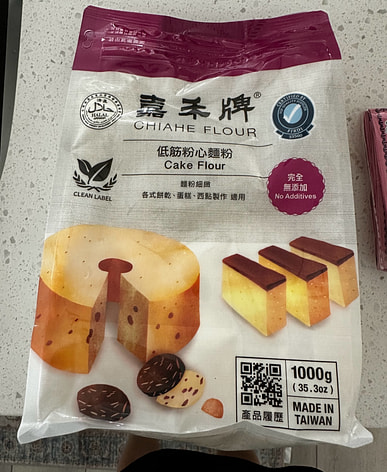 嘉禾牌
CHIAHE FLOUR
HALAL
低筋粉心麵粉
Cake Flour
CLEAN LABEL
麵粉細緻
各式餅乾、蛋糕、西點製作 適用
完全
無添加
No Additives
1000g
(35.3oz)
產品履歷
MADE IN
TAIWAN